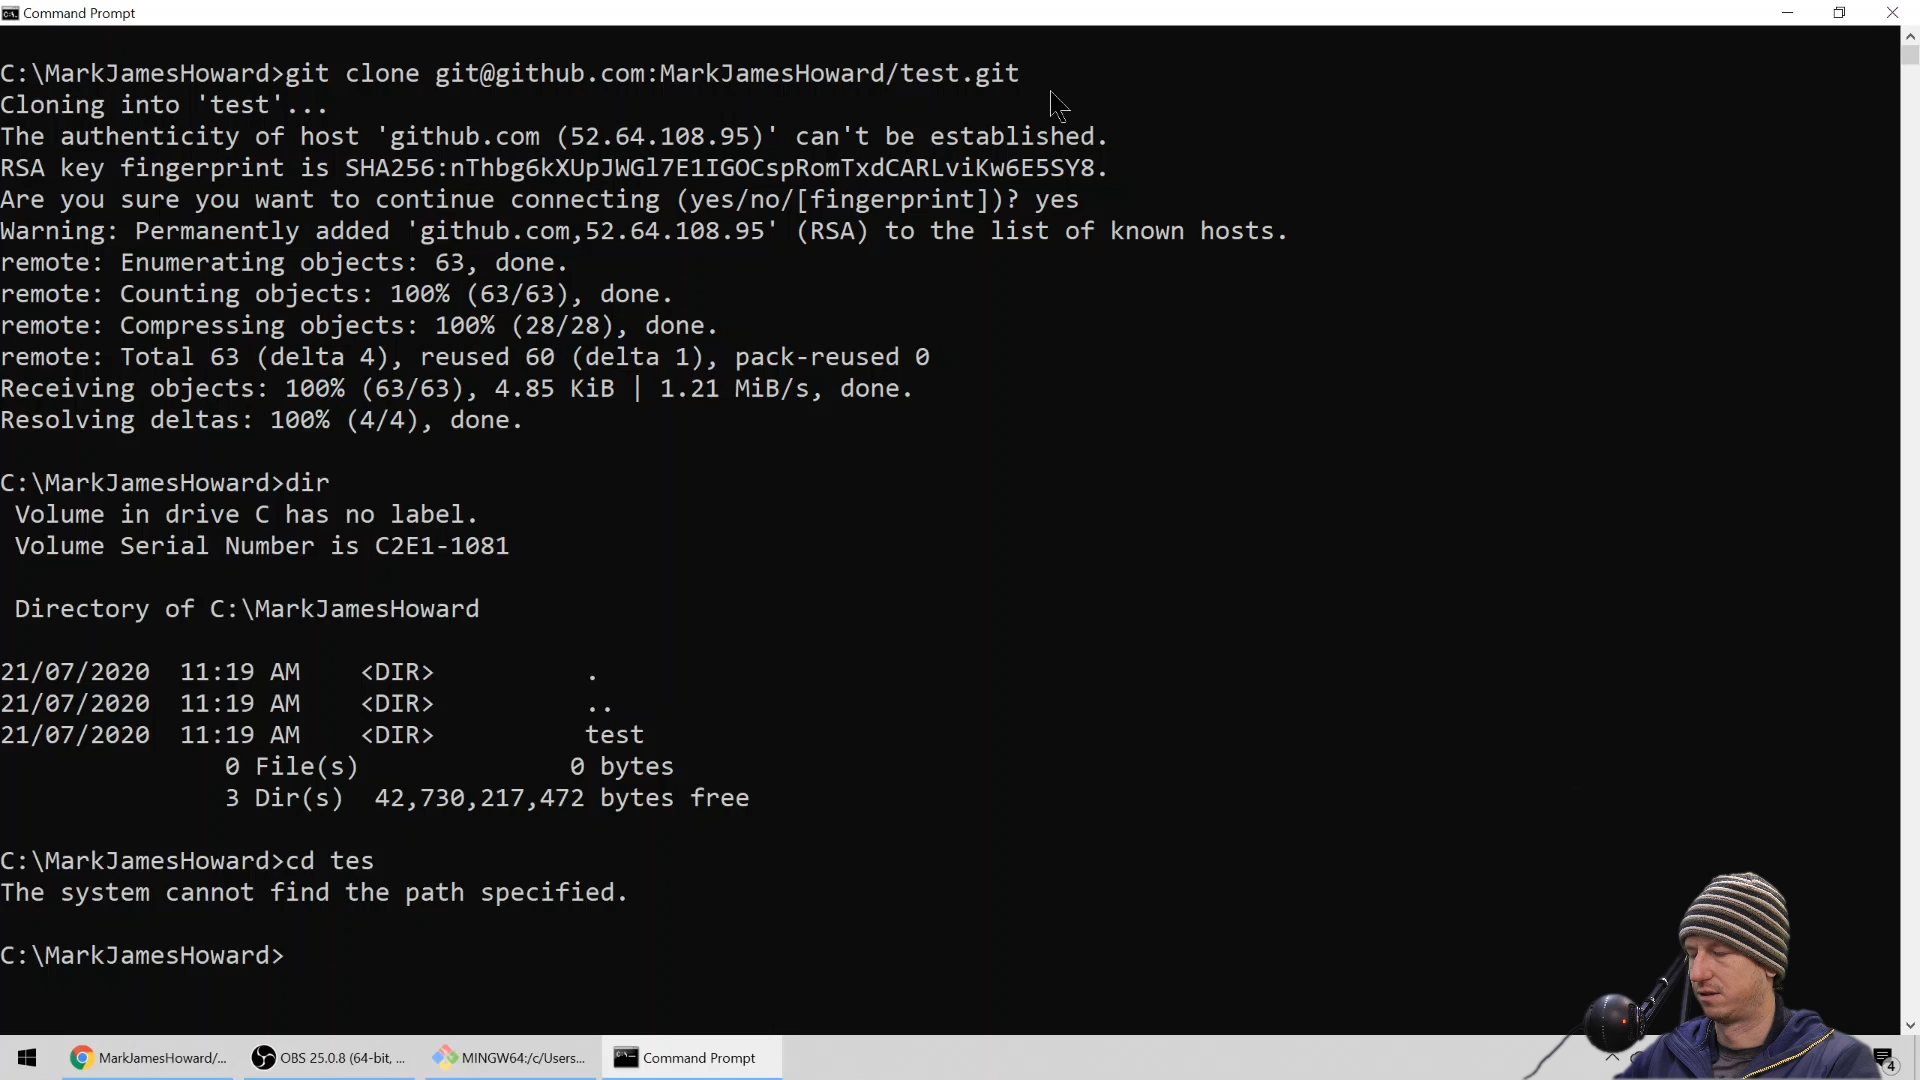 Command Prompt
C:\MarkJamesHoward>git clone git@github.com:MarkJamesHoward/test.git
Cloning into 'test'...
The authenticity of host 'github.com (52.64.108.95)' can't be established.
RSA key fingerprint is SHA256:nThbg6kXUpJWGl7E1IGOCspRomTxdCARLviKw6E5SY8.
Are you sure you want to continue connecting (yes/no/[fingerprint])? yes
Warning: Permanently added 'github.com,52.64.108.95' (RSA) to the list of known hosts.
remote: Enumerating objects: 63, done.
remote: Counting objects: 100% (63/63), done.
remote: Compressing objects: 100% (28/28), done.
remote: Total 63 (delta 4), reused 60 (delta 1), pack-reused 0
Receiving objects: 100% (63/63), 4.85 KiB | 1.21 MiB/s, done.
Resolving deltas: 100% (4/4), done.
C:\MarkJamesHoward>dir
Volume in drive C has no label.
Volume Serial Number is C2E1-1081
Directory of C:\MarkJamesHoward
21/07/2020  11:19 AM    <DIR>          .
21/07/2020  11:19 AM    <DIR>          ..
21/07/2020  11:19 AM    <DIR>          test
0 File(s)              0 bytes
3 Dir(s)  42,730,217,472 bytes free
C:\MarkJamesHoward>cd tes
The system cannot find the path specified.
C:\MarkJamesHoward>
MarkJamesHoward/... OBS 25.0.8 (64-bit, ... MINGW64:/c/Users... Command Prompt 4